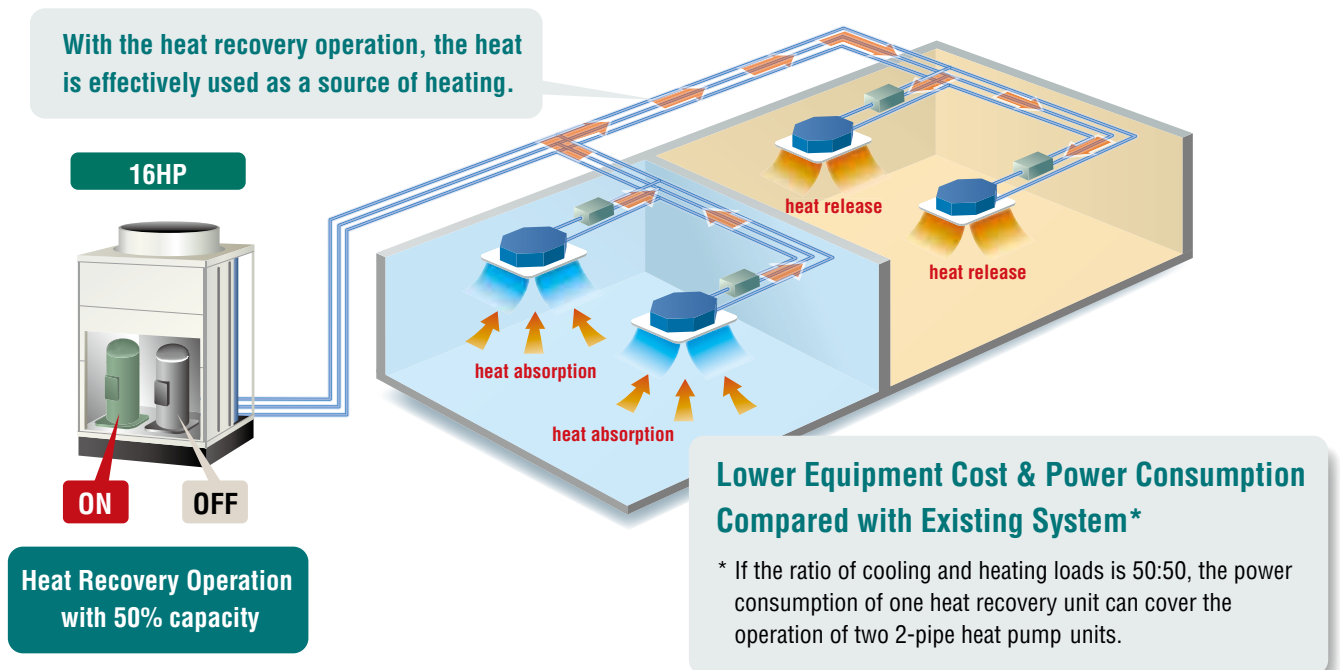 With the heat recovery operation, the heat
is effectively used as a source of heating.
16HP
heat release
heat release
heat absorption
heat absorption
ON
OFF
Heat Recovery Operation
with 50% capacity
Lower Equipment Cost & Power Consumption
Compared with Existing System*
* If the ratio of cooling and heating loads is 50:50, the power
consumption of one heat recovery unit can cover the
operation of two 2-pipe heat pump units.